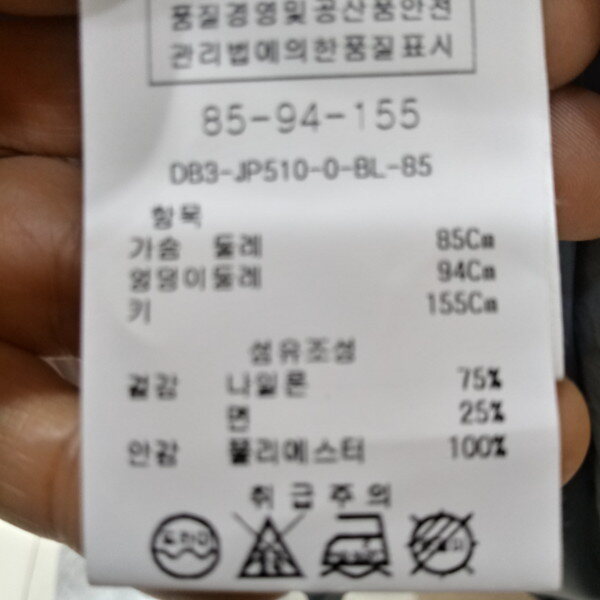 품질경영및공산품안전
관리법에의한품질표시
85-94-155
DB3-JP510-0-BL-85
항목
가슴 둘레 85Cm
엉덩이둘레 94Cm
키 155Cm
섬유조성
겉감 나일론 75%
면 25%
안감 폴리에스터 100%
취급주의
드라이